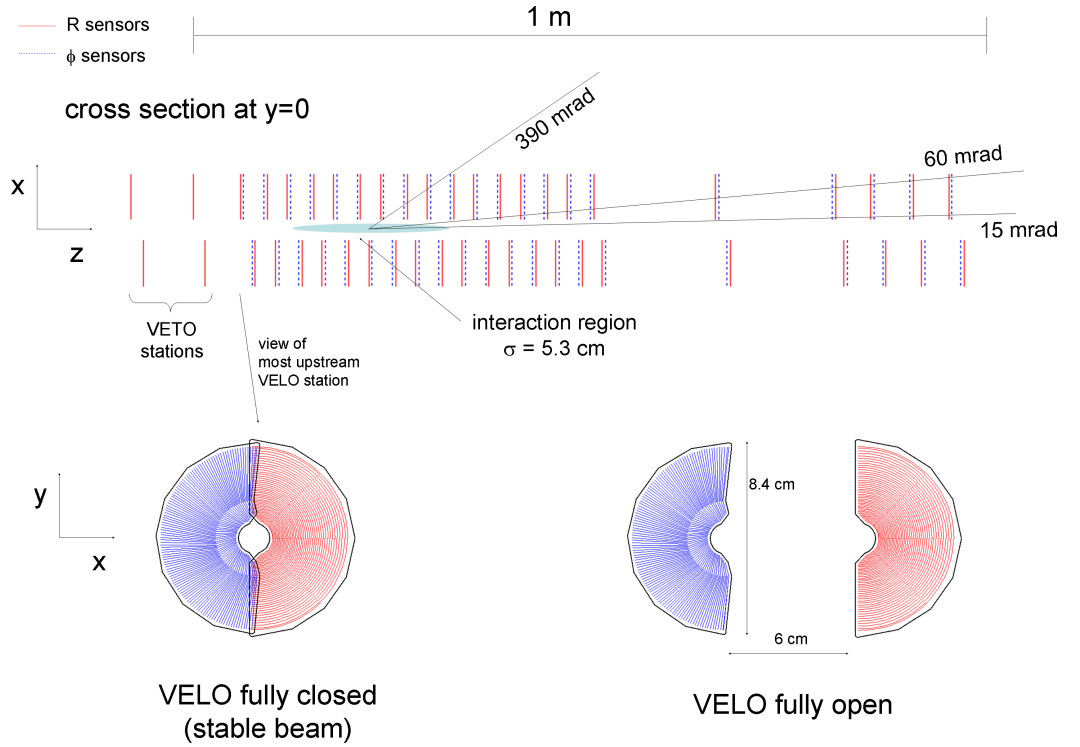 R sensors
ϕ sensors
1 m
cross section at y=0
390 mrad
60 mrad
15 mrad
x
z
VETO
stations
interaction region
σ = 5.3 cm
view of
most upstream
VELO station
y
x
8.4 cm
6 cm
VELO fully closed
(stable beam)
VELO fully open